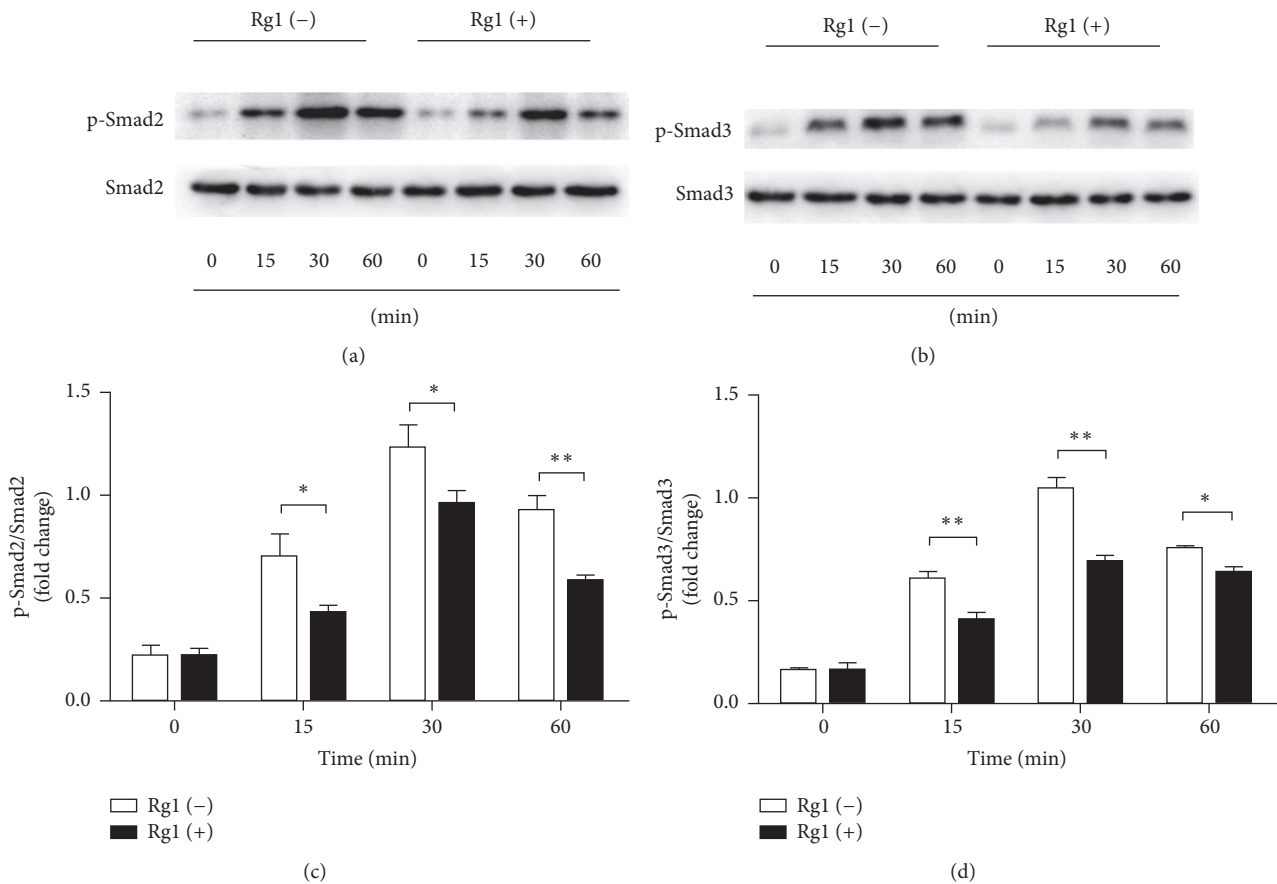 Rg1 (−) Rg1 (+)
p-Smad2
Smad2
0 15 30 60 0 15 30 60
(min)
(a)
Rg1 (−) Rg1 (+)
p-Smad3
Smad3
0 15 30 60 0 15 30 60
(min)
(b)
p-Smad2/Smad2
(fold change)
1.5
1.0
0.5
0.0
*
*
**
0 15 30 60
Time (min)
Rg1 (−)
Rg1 (+)
(c)
p-Smad3/Smad3
(fold change)
1.5
1.0
0.5
0.0
**
**
*
0 15 30 60
Time (min)
Rg1 (−)
Rg1 (+)
(d)